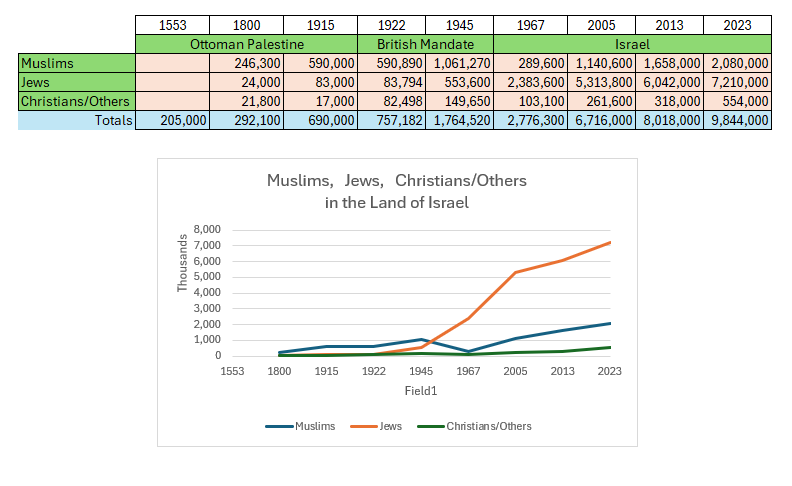 1553 1800 1915 1922 1945 1967 2005 2013 2023
Ottoman Palestine British Mandate Israel
Muslims 246,300 590,000 590,890 1,061,270 289,600 1,140,600 1,658,000 2,080,000
Jews 24,000 83,000 83,794 553,600 2,383,600 5,313,800 6,042,000 7,210,000
Christians/Others 21,800 17,000 82,498 149,650 103,100 261,600 318,000 554,000
Totals 205,000 292,100 690,000 757,182 1,764,520 2,776,300 6,716,000 8,018,000 9,844,000
Muslims, Jews, Christians/Others
in the Land of Israel
Thousands
8,000
7,000
6,000
5,000
4,000
3,000
2,000
1,000
0
1553 1800 1915 1922 1945 1967 2005 2013 2023
Field1
Muslims Jews Christians/Others